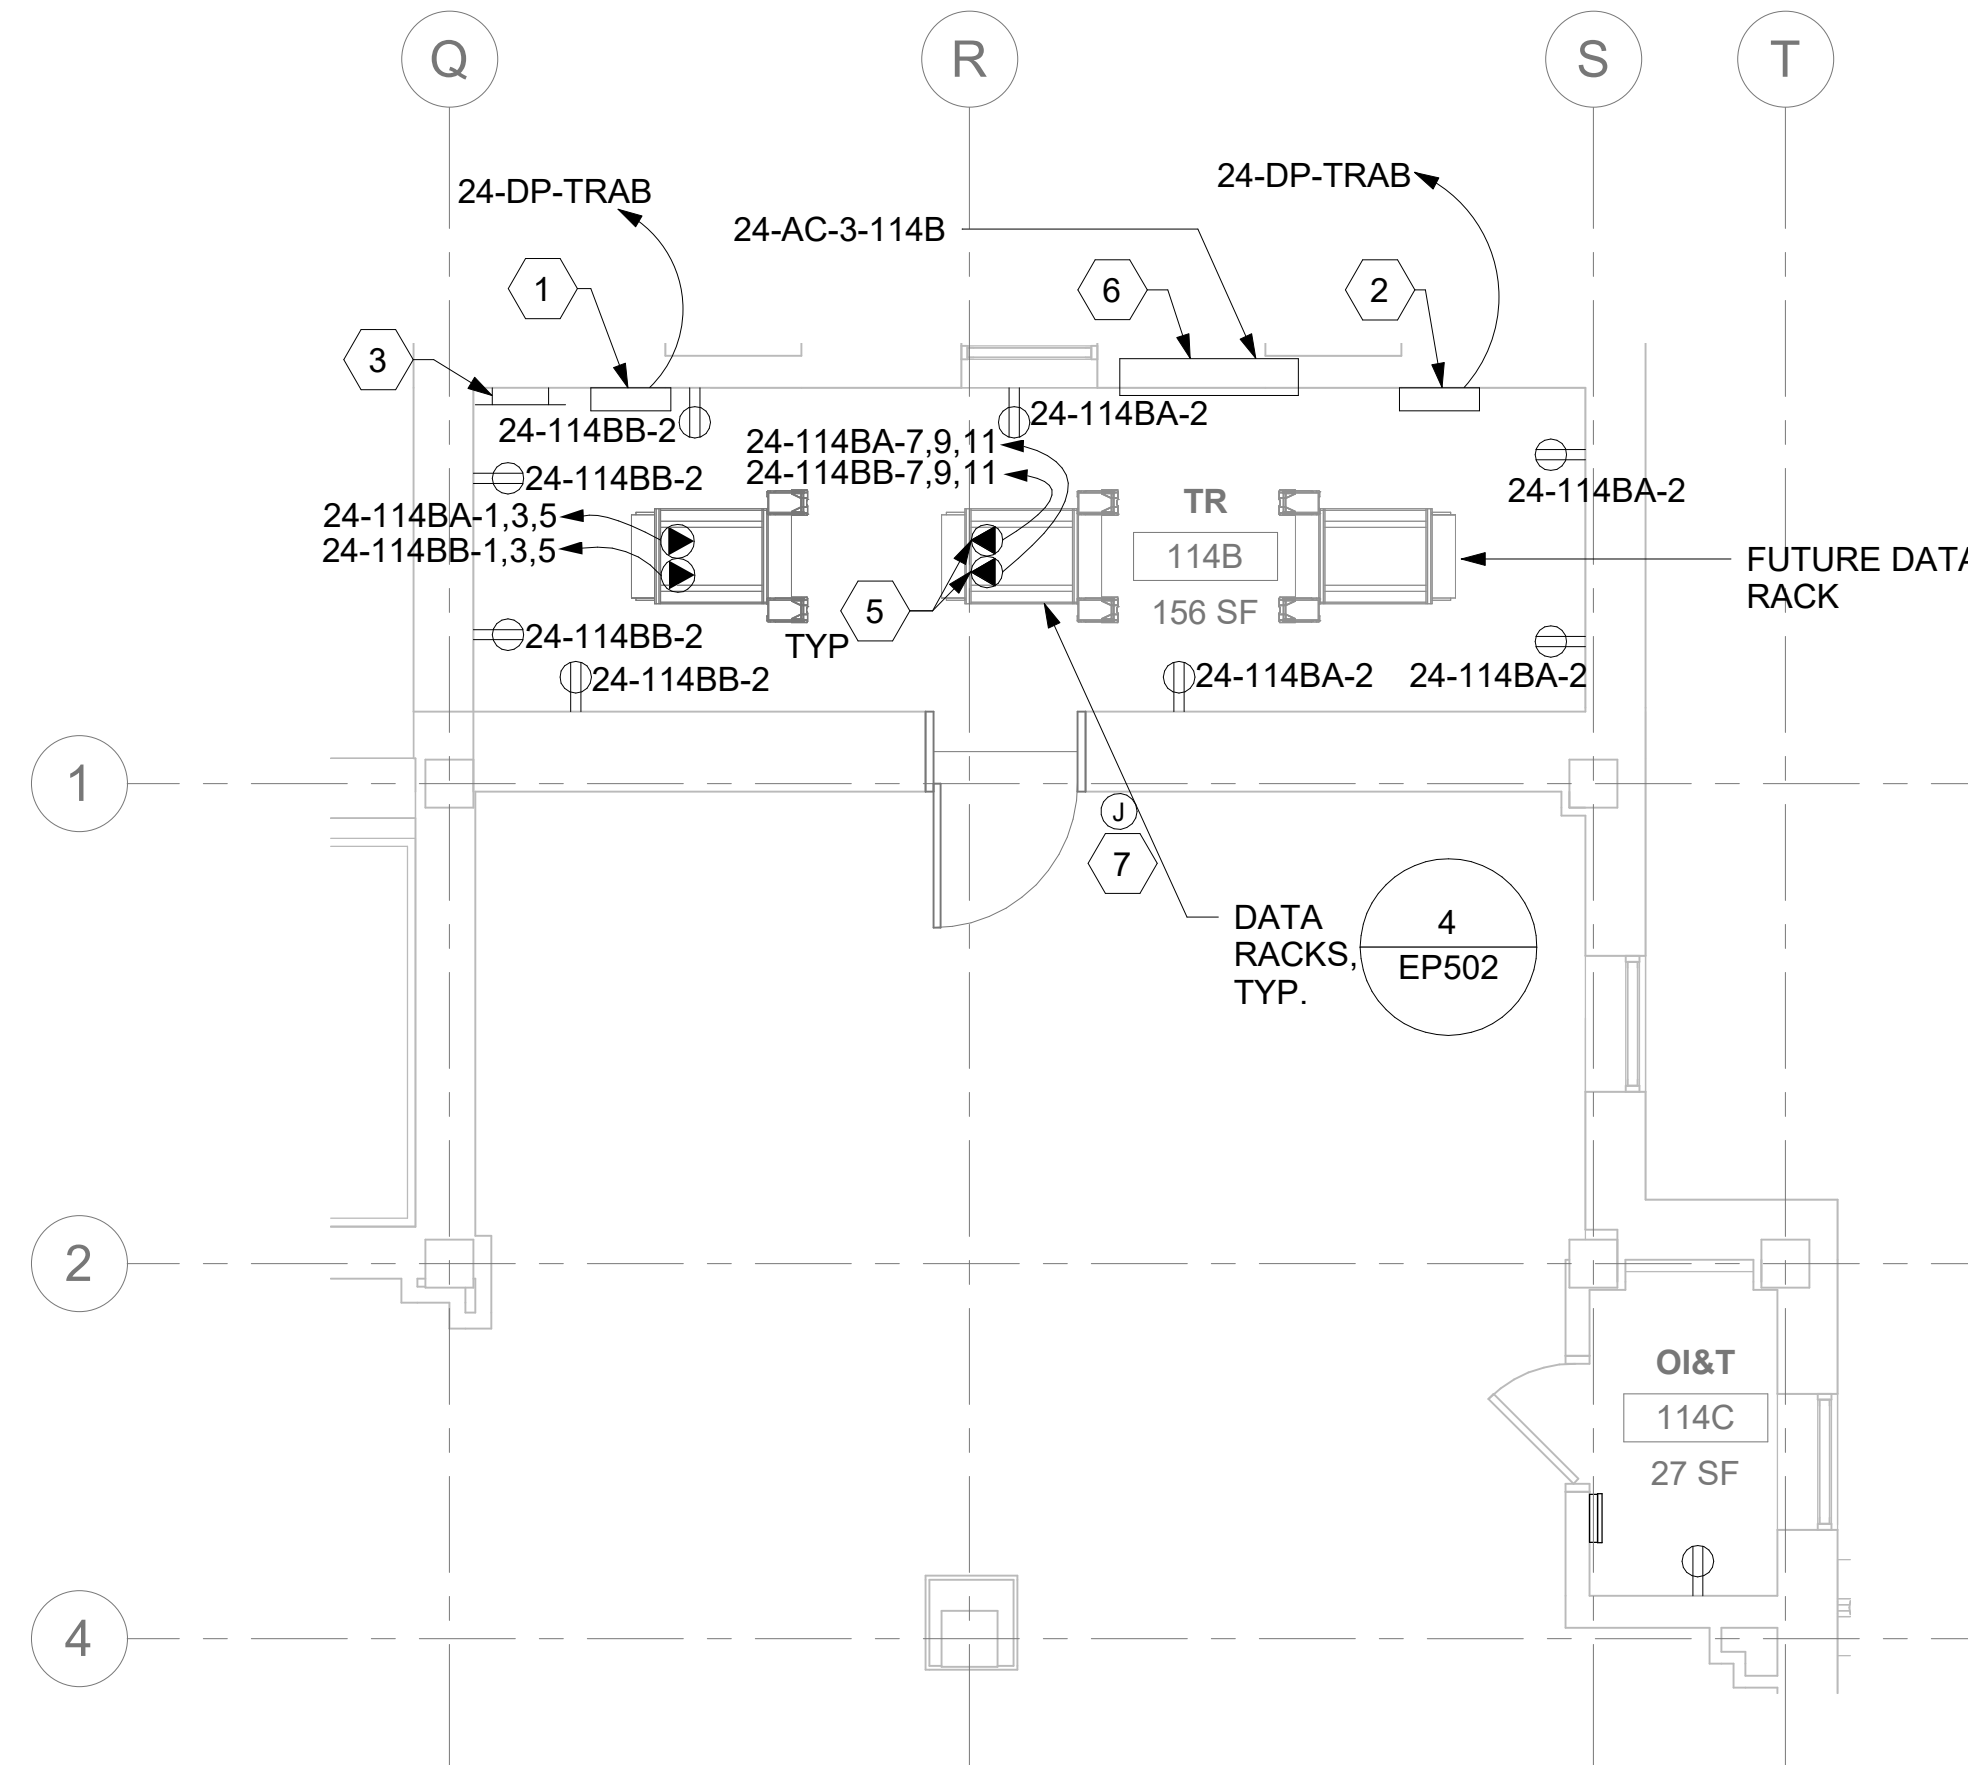 Q
R
S
T
24-DP-TRAB
24-DP-TRAB
24-AC-3-114B
1
6
2
3
24-114BB-2
24-114BA-2
24-114BA-7,9,11
24-114BB-7,9,11
24-114BB-2
24-114BA-2
24-114BA-1,3,5
24-114BB-1,3,5
TR
114B
156 SF
FUTURE DATA
RACK
5
24-114BB-2
TYP
24-114BB-2
24-114BA-2
24-114BA-2
1
J
7
DATA
RACKS,
TYP.
4
EP502
2
OI&T
114C
27 SF
4